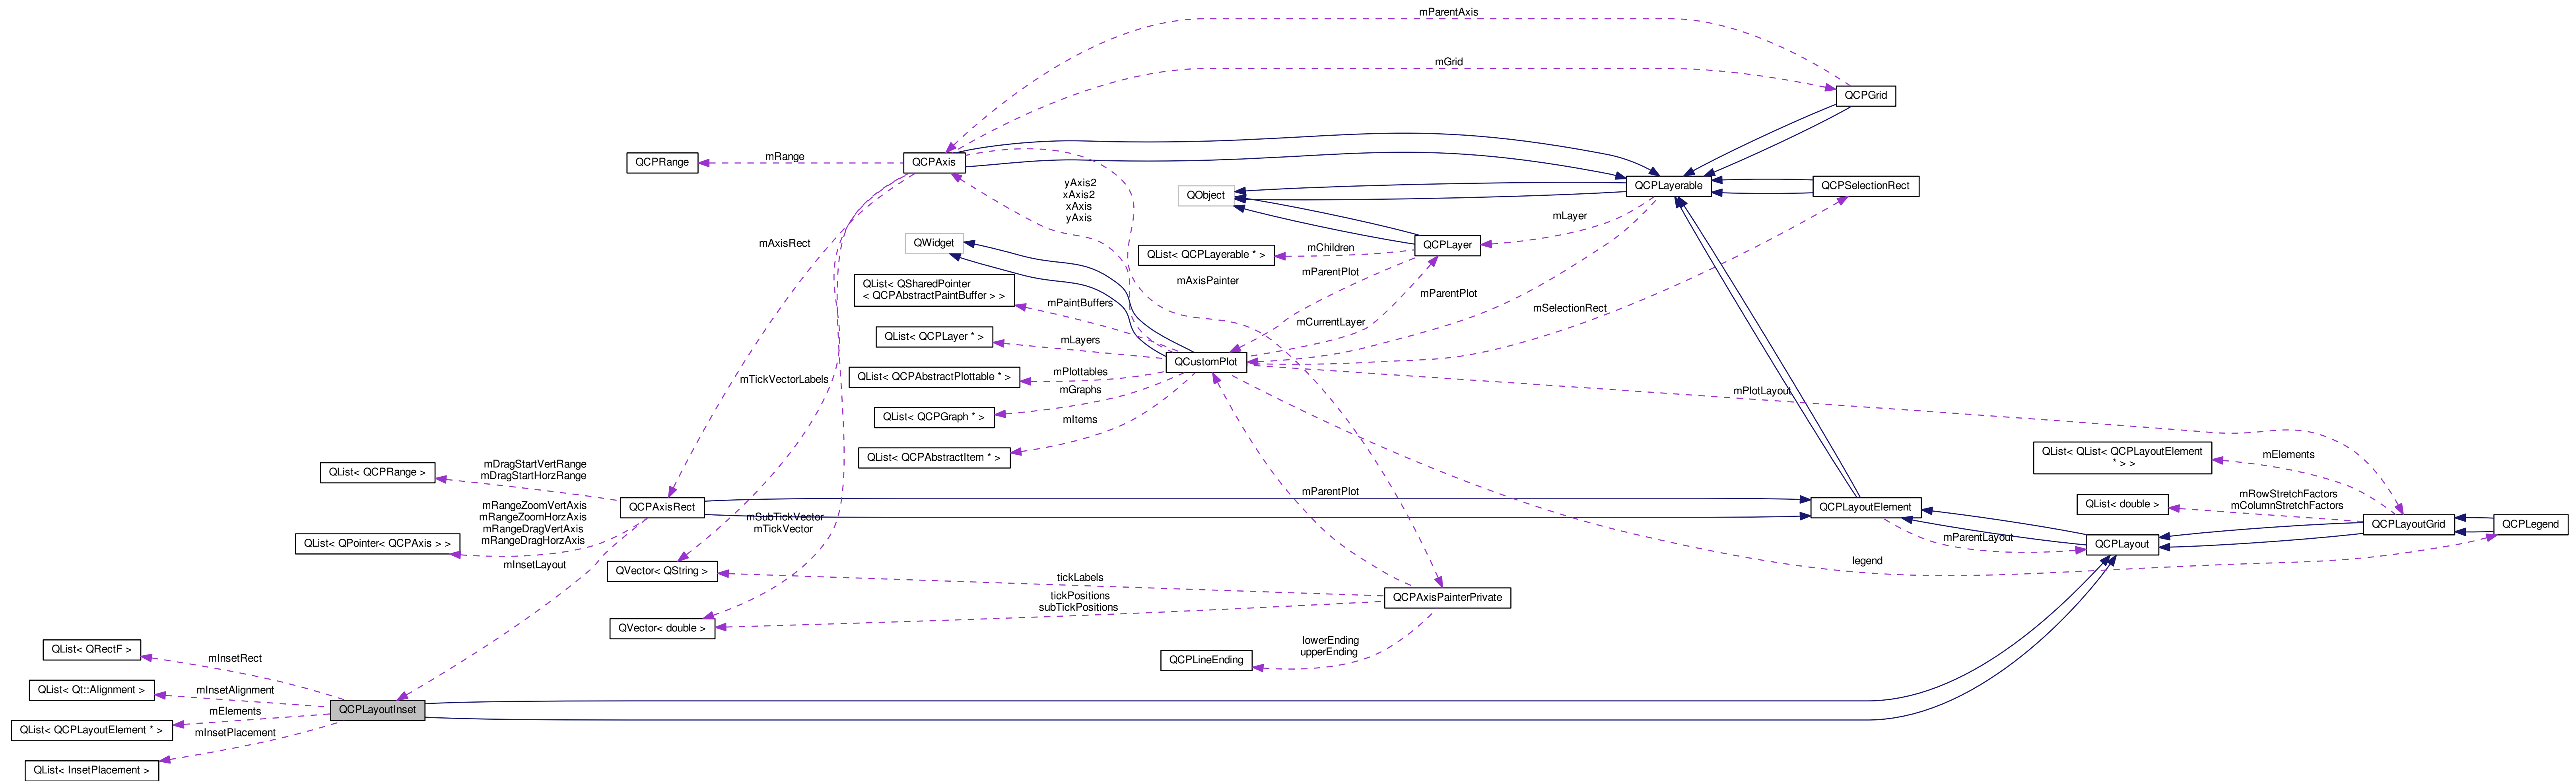 mParentAxis
mGrid
QCPGrid
QCPRange
mRange
QCPAxis
yAxis2
xAxis2
xAxis
yAxis
QObject
QCPLayerable
QCPSelectionRect
mLayer
mAxisRect
QWidget
QList< QCPLayerable * >
mChildren
QCPLayer
mParentPlot
mAxisPainter
QList< QSharedPointer
< QCPAbstractPaintBuffer > >
mPaintBuffers
mParentPlot
mSelectionRect
mCurrentLayer
QList< QCPLayer * >
mLayers
QCustomPlot
mTickVectorLabels
QList< QCPAbstractPlottable * >
mPlottables
mGraphs
mPlotLayout
QList< QCPGraph * >
mItems
QList< QCPAbstractItem * >
QList< QList< QCPLayoutElement
* > >
mElements
QList< QCPRange >
mDragStartVertRange
mDragStartHorzRange
mParentPlot
mRowStretchFactors
mColumnStretchFactors
QList< double >
QCPAxisRect
QCPLayoutElement
mRangeZoomVertAxis
mRangeZoomHorzAxis
mRangeDragVertAxis
mRangeDragHorzAxis
mSubTickVector
mTickVector
QCPLayoutGrid
QCPLegend
mParentLayout
QCPLayout
QList< QPointer< QCPAxis > >
mInsetLayout
legend
QVector< QString >
tickLabels
tickPositions
subTickPositions
QCPAxisPainterPrivate
QVector< double >
lowerEnding
upperEnding
QCPLineEnding
QList< QRectF >
mInsetRect
QList< Qt::Alignment >
mInsetAlignment
QCPLayoutInset
mElements
QList< QCPLayoutElement * >
mInsetPlacement
QList< InsetPlacement >